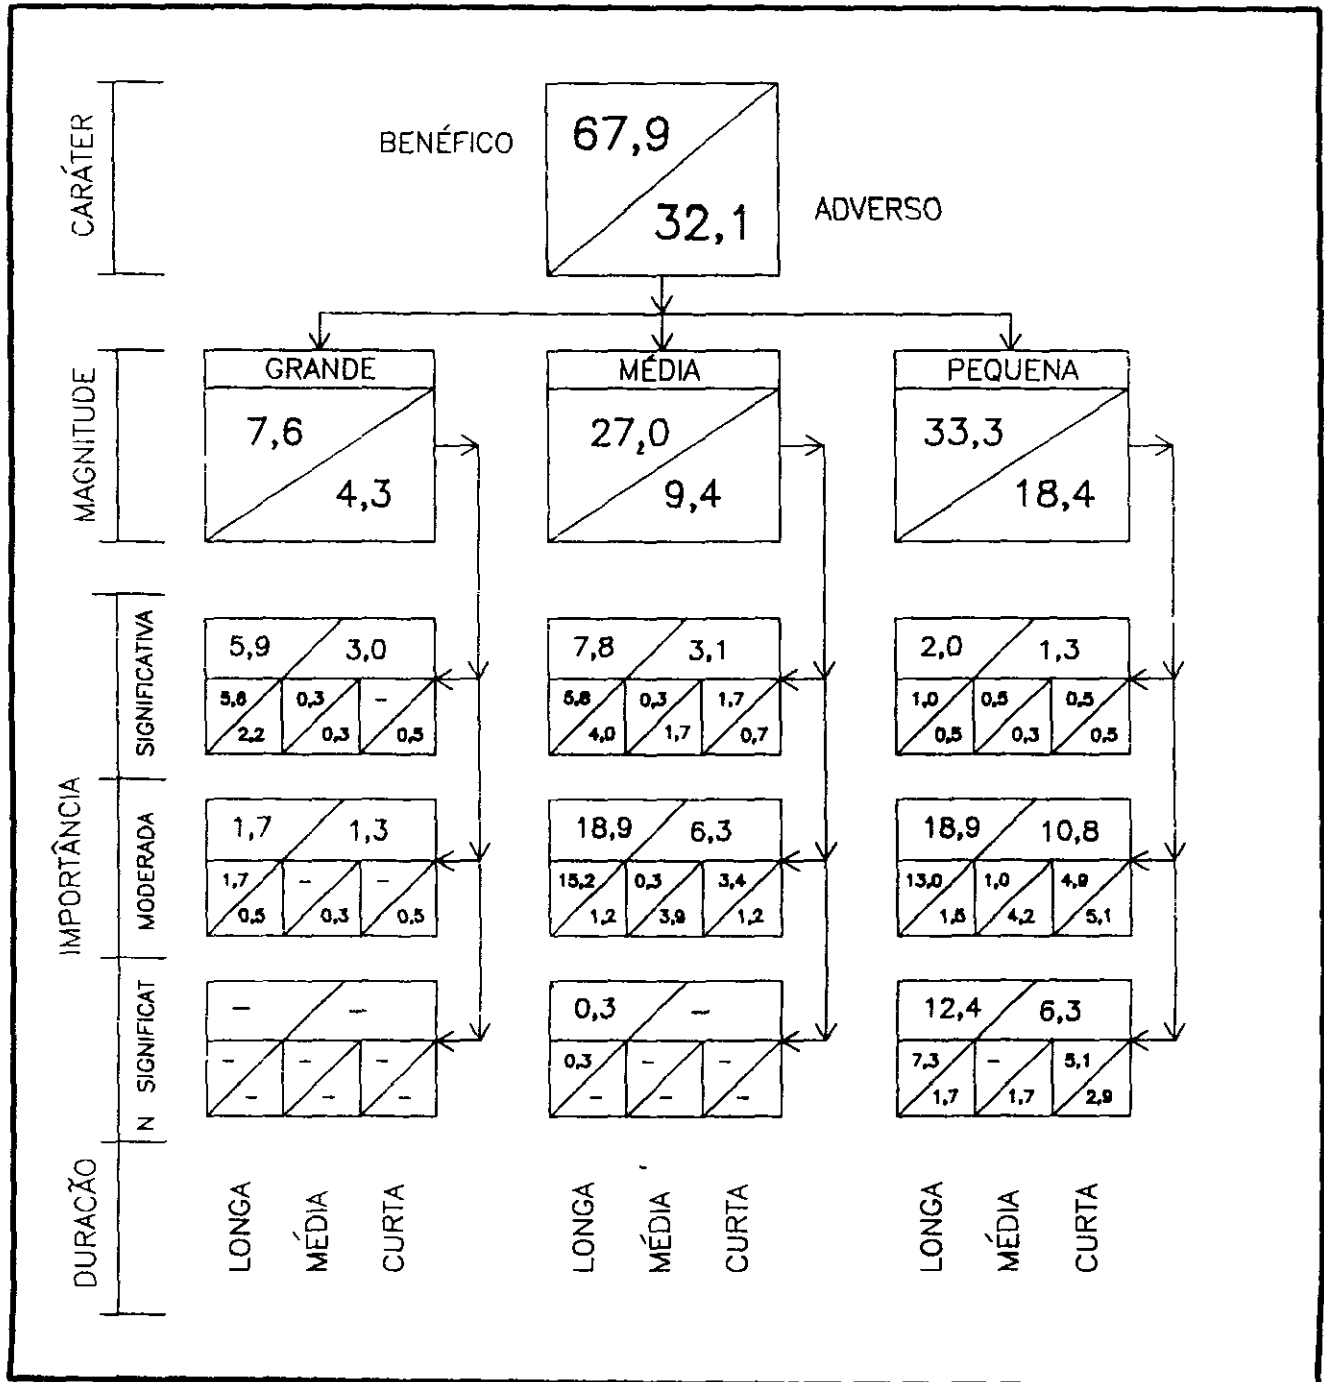 CARÁTER
BENÉFICO
67,9
32,1
ADVERSO
MAGNITUDE
GRANDE
MÉDIA
PEQUENA
7,6
4,3
27,0
9,4
33,3
18,4
IMPORTÂNCIA
SIGNIFICATIVA
5,9 3,0
7,8 3,1
2,0 1,3
5,6 0,3 -
2,2 0,3 0,5
0,3 1,7
4,0 1,7 0,7
1,0 0,5 0,5
0,5 0,3 0,5
MODERADA
1,7 1,3
18,9 6,3
18,9 10,8
1,7 - -
0,5 0,3 0,5
15,2 0,3 3,4
1,2 3,9 1,2
13,0 1,0 4,9
4,2 5,1
N SIGNIFICAT
- -
0,3 -
12,4 6,3
- - -
- - -
0,3 - -
- - -
7,3 - 5,1
1,7 1,7 2,9
DURACÃO
LONGA
MÉDIA
CURTA
LONGA
MÉDIA
CURTA
LONGA
MÉDIA
CURTA